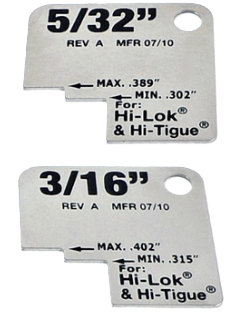 5/32”
REV A MFR 07/10
MAX. .389"
MIN. .302"
For:
Hi-Lok®
& Hi-Tigue®
3/16”
REV A MFR 07/10
MAX. .402"
MIN. .315"
For:
Hi-Lok®
& Hi-Tigue®